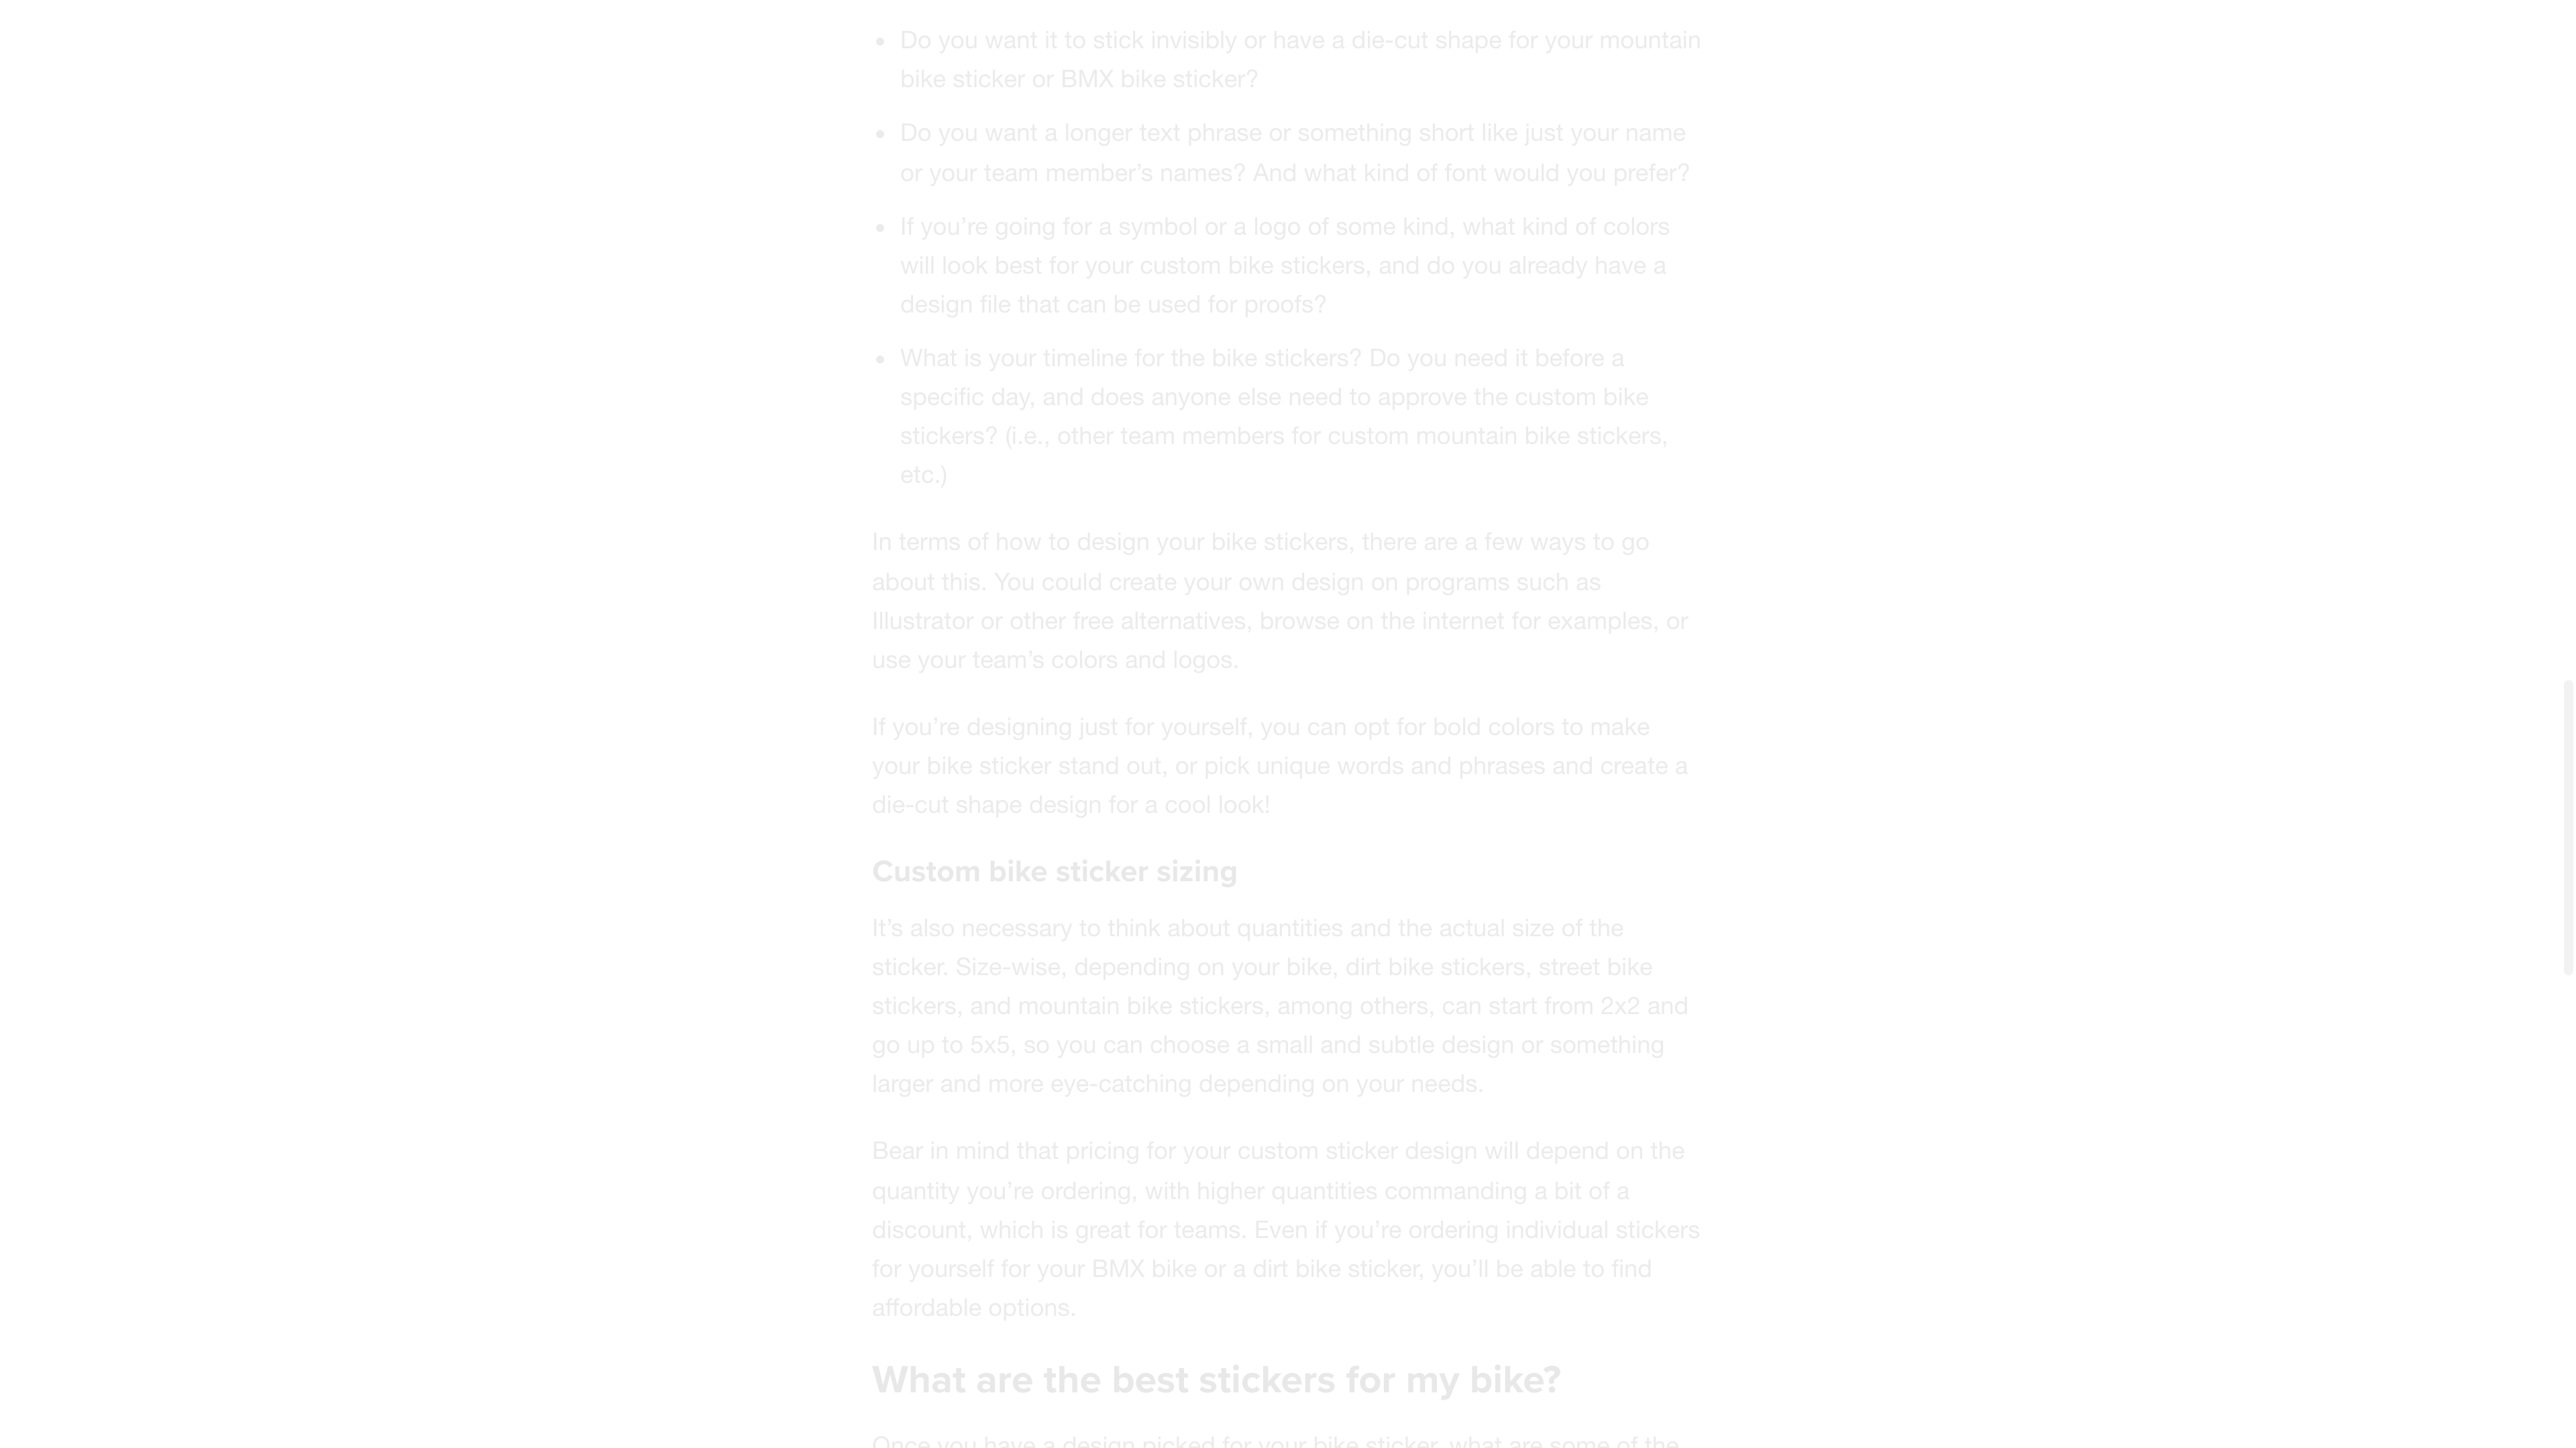 • Do you want it to stick invisibly or have a die-cut shape for your mountain
bike sticker or BMX bike sticker?
• Do you want a longer text phrase or something short like just your name
or your team member’s names? And what kind of font would you prefer?
• If you’re going for a symbol or a logo of some kind, what kind of colors
will look best for your custom bike stickers, and do you already have a
design file that can be used for proofs?
• What is your timeline for the bike stickers? Do you need it before a
specific day, and does anyone else need to approve the custom bike
stickers? (i.e., other team members for custom mountain bike stickers,
etc.)
In terms of how to design your bike stickers, there are a few ways to go
about this. You could create your own design on programs such as
Illustrator or other free alternatives, browse on the internet for examples, or
use your team’s colors and logos.
If you’re designing just for yourself, you can opt for bold colors to make
your bike sticker stand out, or pick unique words and phrases and create a
die-cut shape design for a cool look!
Custom bike sticker sizing
It’s also necessary to think about quantities and the actual size of the
sticker. Size-wise, depending on your bike, dirt bike stickers, street bike
stickers, and mountain bike stickers, among others, can start from 2x2 and
go up to 5x5, so you can choose a small and subtle design or something
larger and more eye-catching depending on your needs.
Bear in mind that pricing for your custom sticker design will depend on the
quantity you’re ordering, with higher quantities commanding a bit of a
discount, which is great for teams. Even if you’re ordering individual stickers
for yourself for your BMX bike or a dirt bike sticker, you’ll be able to find
affordable options.
What are the best stickers for my bike?
Once you have a design picked for your bike sticker, what are some of the